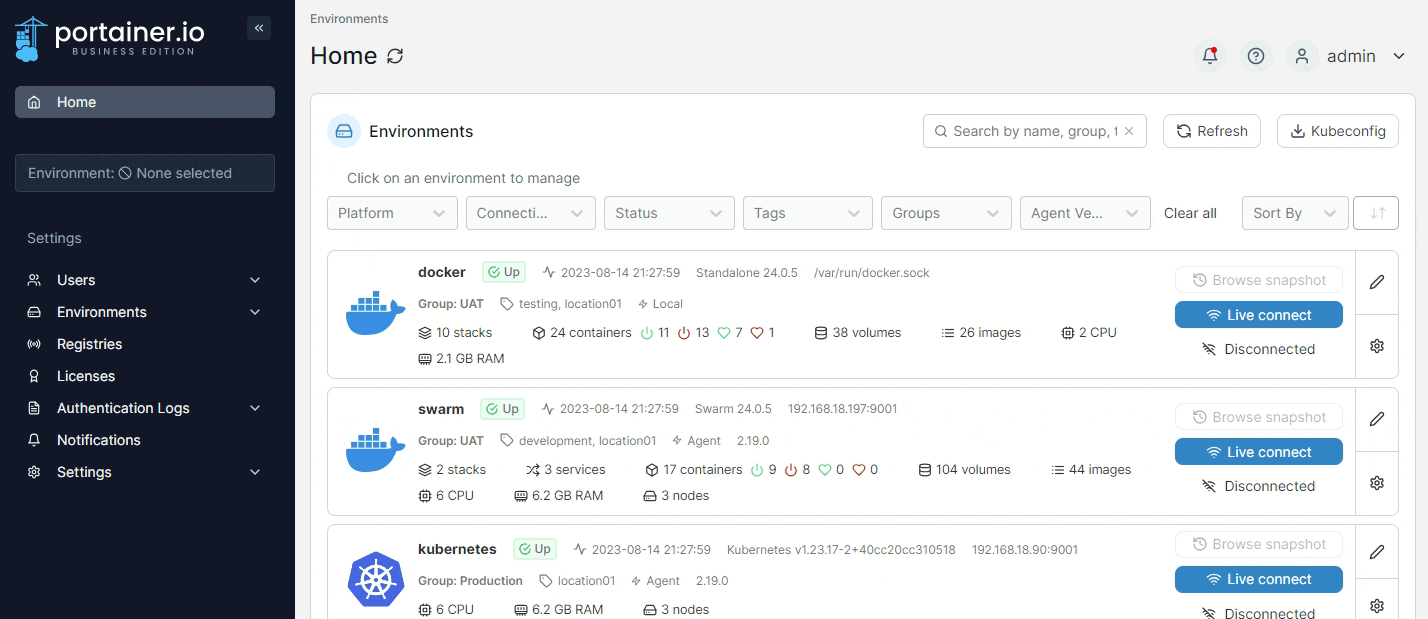 portainer.io
BUSINESS EDITION
Home
Environment: None selected
Settings
Users
Environments
Registries
Licenses
Authentication Logs
Notifications
Settings
Environments
Home
admin
Environments
Search by name, group, t
Refresh
Kubeconfig
Click on an environment to manage
Platform
Connecti...
Status
Tags
Groups
Agent Ve...
Clear all
Sort By
docker Up 2023-08-14 21:27:59 Standalone 24.0.5 /var/run/docker.sock
Group: UAT testing, location01 Local
10 stacks 24 containers 11 13 7 1 38 volumes 26 images 2 CPU
2.1 GB RAM
Browse snapshot
Live connect
Disconnected
swarm Up 2023-08-14 21:27:59 Swarm 24.0.5 192.168.18.197:9001
Group: UAT development, location01 Agent 2.19.0
2 stacks 3 services 17 containers 9 8 0 0 104 volumes 44 images
6 CPU 6.2 GB RAM 3 nodes
Browse snapshot
Live connect
Disconnected
kubernetes Up 2023-08-14 21:27:59 Kubernetes v1.23.17-2+40cc20cc310518 192.168.18.90:9001
Group: Production location01 Agent 2.19.0
6 CPU 6.2 GB RAM 3 nodes
Browse snapshot
Live connect
Disconnected